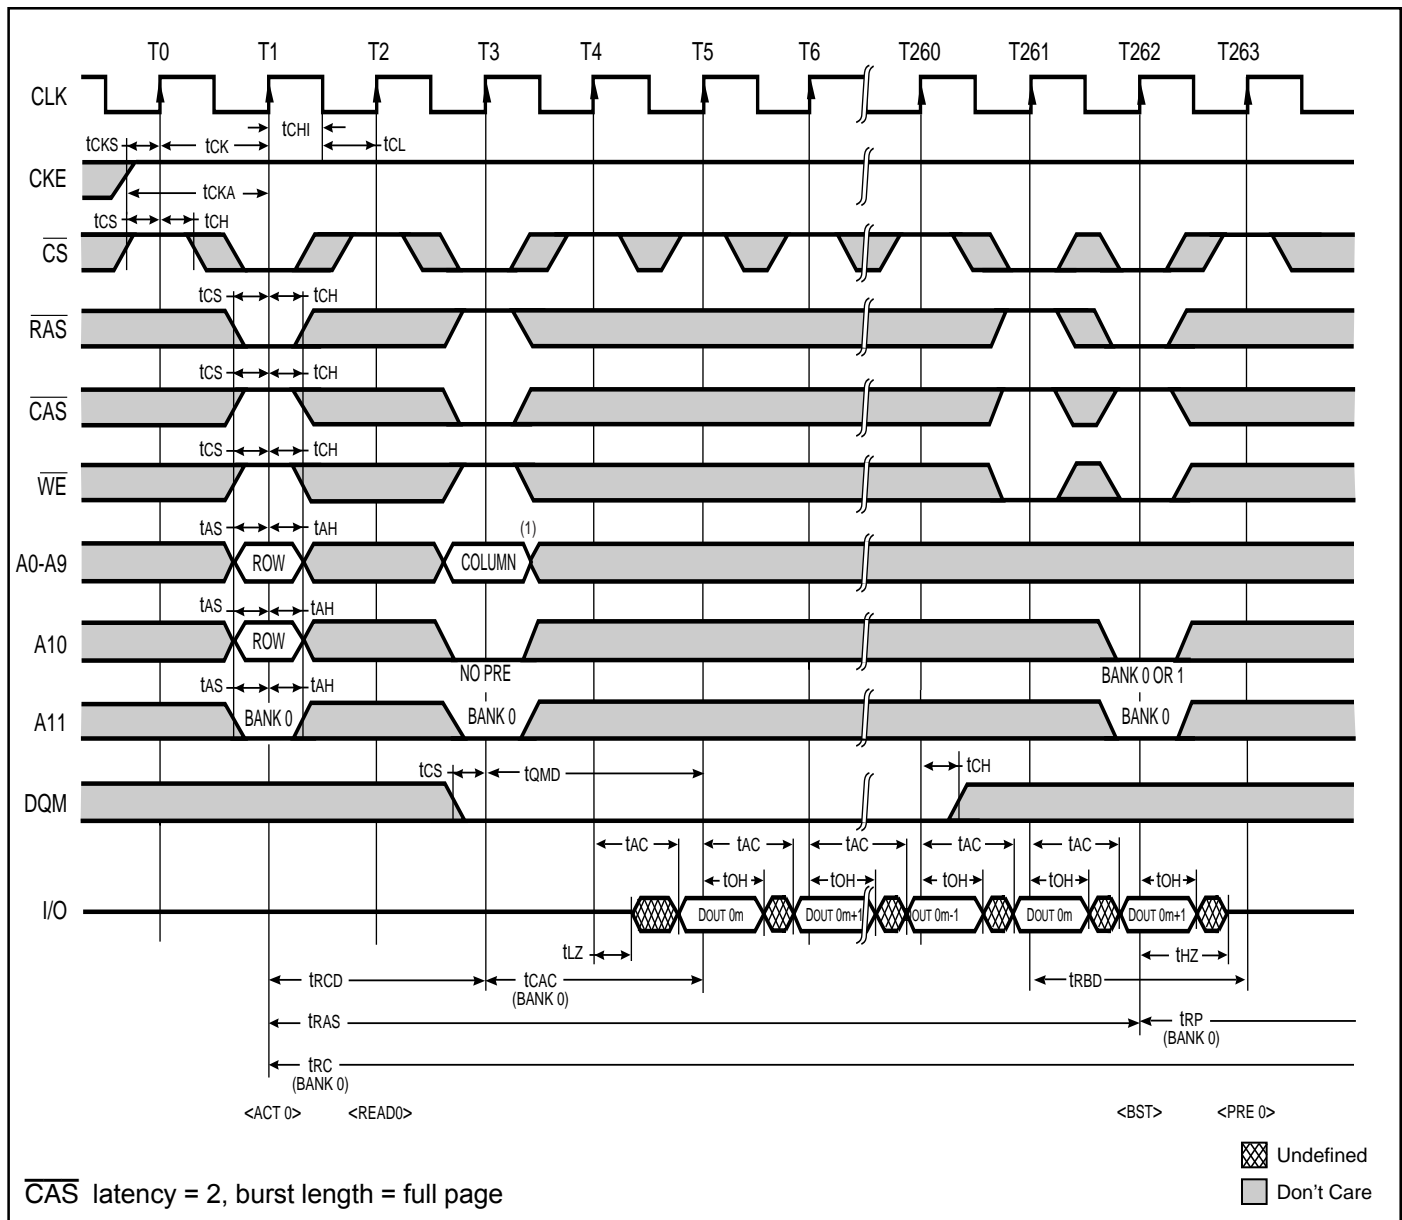 T0 T1 T2 T3 T4 T5 T6 T260 T261 T262 T263
CLK
tCHI
tCKS tCK tCL
CKE
tCKA
tCS tCH
CS
tCS tCH
RAS
tCS tCH
CAS
tCS tCH
WE
tAS tAH (1)
A0-A9 ROW COLUMN
tAS tAH
A10 ROW
NO PRE BANK 0 OR 1
tAS tAH
A11 BANK 0 BANK 0 BANK 0
tCS tQMD tCH
DQM
tAC tAC tAC tAC tAC
tOH tOH tOH tOH tOH
I/O DOUT 0m DOUT 0m+1 OUT 0m-1 DOUT 0m DOUT 0m+1
tLZ tHZ
tRCD tCAC tRBD
(BANK 0)
tRAS tRP
(BANK 0)
tRC
(BANK 0)
<ACT 0> <READ0> <BST> <PRE 0>
Undefined
CAS latency = 2, burst length = full page
Don't Care